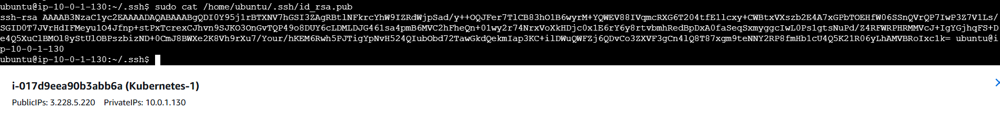 ubuntu@ip-10-0-1-130:~/.ssh$ sudo cat /home/ubuntu/.ssh/id_rsa.pub
ssh-rsa AAAAB3NzaC1yc2EAAAADAQABAAABgQDI0Y95j1rBTXNV7hGSI3ZAgRBtlNFkrcYhW9IZRdWjpSad/y++OQJFer7TlCB83hO1B6wyrM+YQWEV88IVqmcRXG6T204tfE1lcxy+CWBtxVXszb2E4A7xGPbTOEHfW06SSnQVrQP7IwP3Z7V1Ls/
SGID0T7JVrHdIFMeyu1O4Jfnp+stPxTcrexCJhvn9SJKO3OnGvTQP49o8DUY6cLDMLDJG461sa4pmB6MVC2hFheQn+01wy2r74NrxVoXkHDjc0x1E6rY6y8rtvbmhRedBpDxA0faSeqSxmyggcIwL0Ps1gtsNuPd/Z4RFWRPHRMMVcJ+IgYGjhqFS+D
e4Q5XuClBMOl8yStUlOBPszbizND+0CmJ8BWXe2K8Vh9rXu7/Your/hKEM6Rwh5PJTigYpNvH524QIubObd72TawGkdQekmIap3KC+ilDWuQWFZj6QDvCo3ZXVF3gCn4lQ8T87xgm9teNNY2RP8fmHb1cU4Q5K21R06yLhAMVBRoIxc1k= ubuntu@i
p-10-0-1-130
ubuntu@ip-10-0-1-130:~/.ssh$
i-017d9eea90b3abb6a (Kubernetes-1)
PublicIPs: 3.228.5.220 PrivateIPs: 10.0.1.130